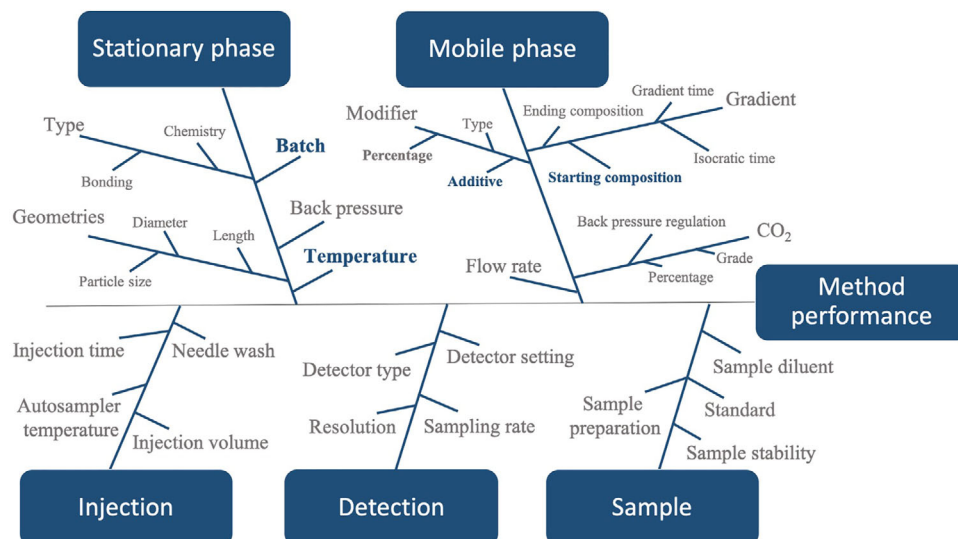 Stationary phase
Mobile phase
Type
Chemistry
Batch
Bonding
Geometries
Diameter
Length
Back pressure
Particle size
Temperature
Modifier
Type
Percentage
Additive
Ending composition
Gradient time
Gradient
Isocratic time
Starting composition
Back pressure regulation
CO₂
Grade
Percentage
Flow rate
Method
performance
Injection time
Needle wash
Autosampler
temperature
Injection volume
Detector type
Detector setting
Resolution
Sampling rate
Sample diluent
Sample
preparation
Standard
Sample stability
Injection
Detection
Sample